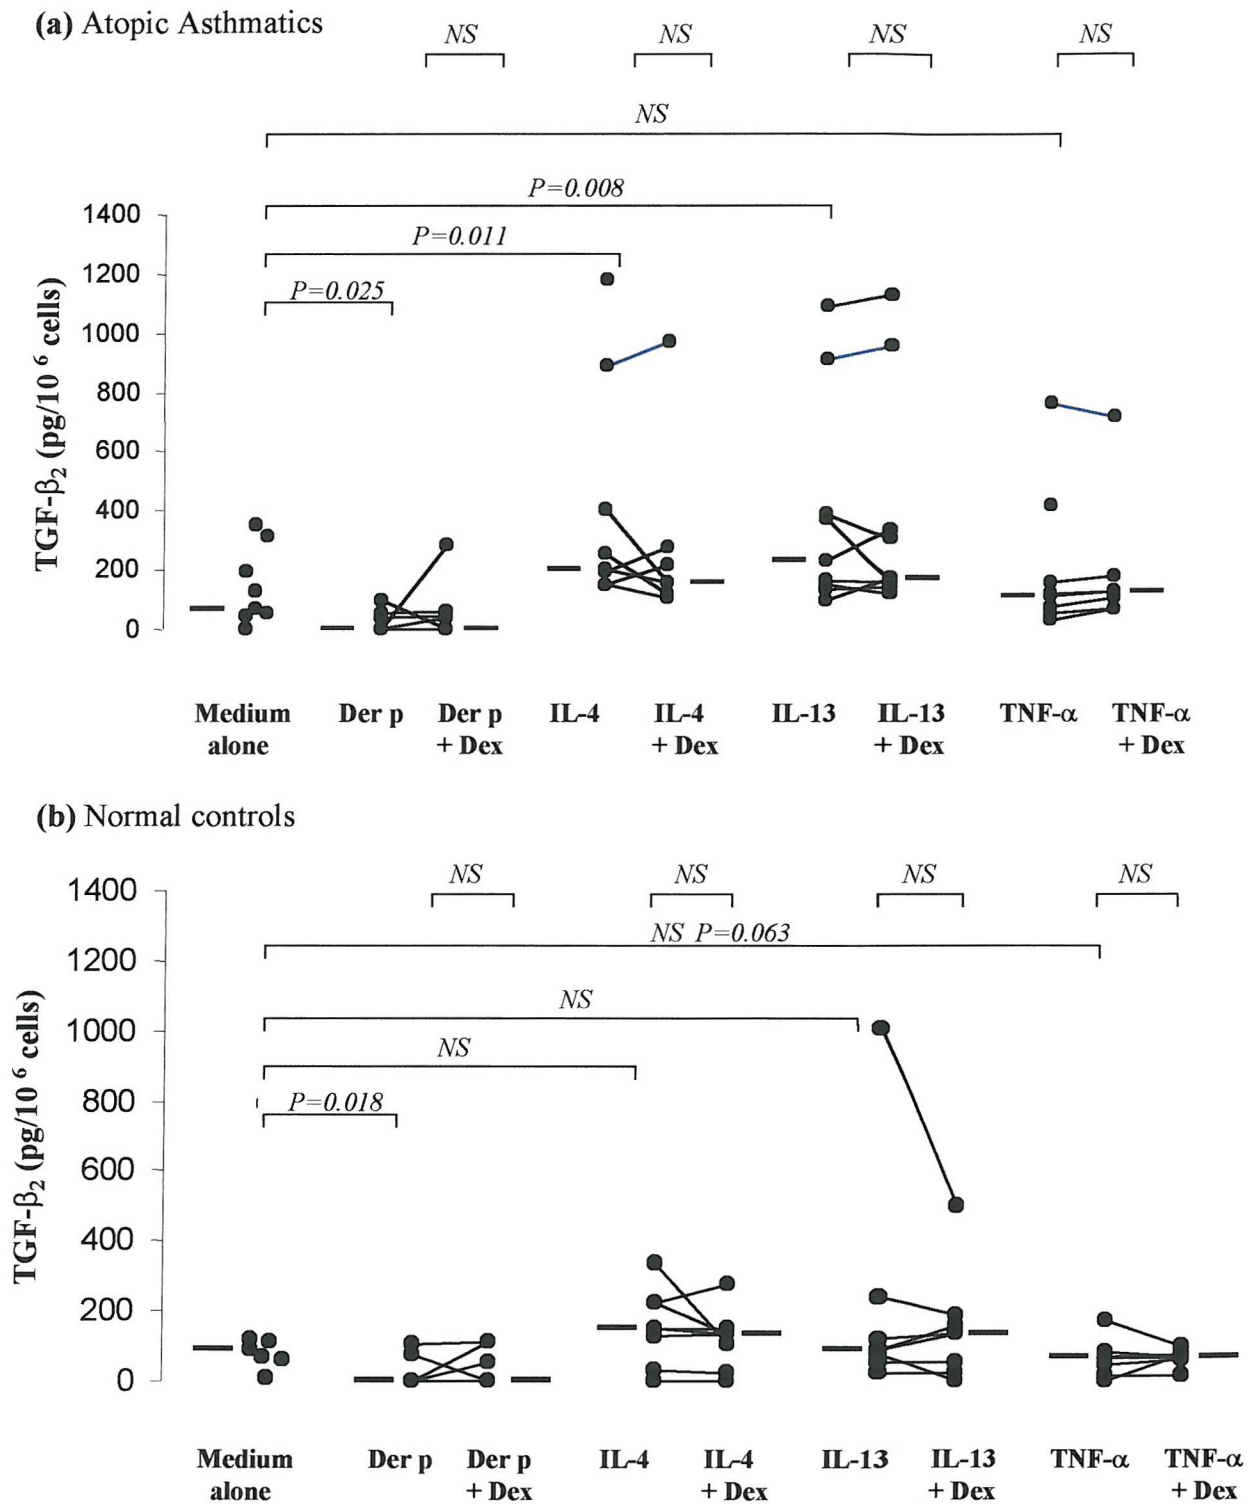 (a) Atopic Asthmatics
NS NS NS NS
NS
P=0.008
P=0.011
P=0.025
TGF-β₂ (pg/10⁶ cells)
1400
1200
1000
800
600
400
200
0
Medium alone
Der p
Der p + Dex
IL-4
IL-4 + Dex
IL-13
IL-13 + Dex
TNF-α
TNF-α + Dex
(b) Normal controls
NS NS NS NS
NS P=0.063
NS
NS
P=0.018
TGF-β₂ (pg/10⁶ cells)
1400
1200
1000
800
600
400
200
0
Medium alone
Der p
Der p + Dex
IL-4
IL-4 + Dex
IL-13
IL-13 + Dex
TNF-α
TNF-α + Dex